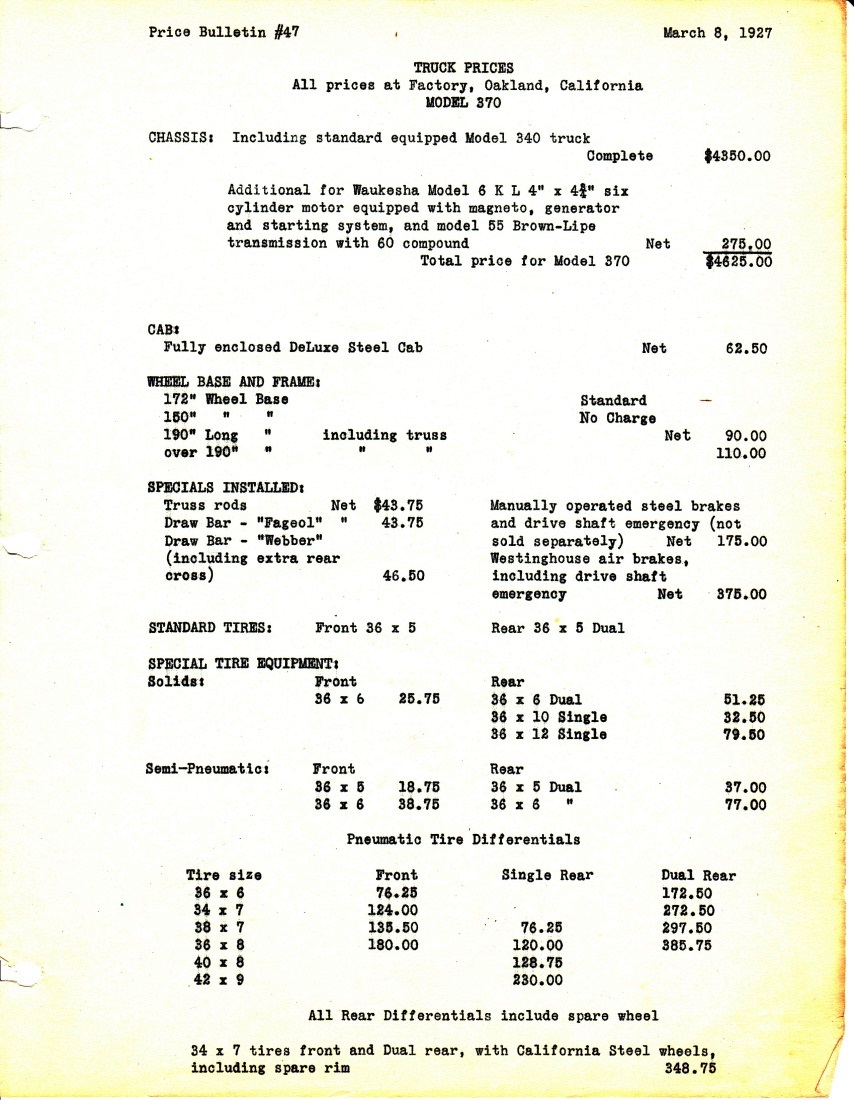 Price Bulletin #47 March 8, 1927
TRUCK PRICES
All prices at Factory, Oakland, California
MODEL 370
CHASSIS: Including standard equipped Model 340 truck
Complete $4350.00
Additional for Waukesha Model 6 K L 4" x 4¾" six
cylinder motor equipped with magneto, generator
and starting system, and model 55 Brown-Lipe
transmission with 60 compound Net 275.00
Total price for Model 370 $4625.00
CAB:
Fully enclosed DeLuxe Steel Cab Net 62.50
WHEEL BASE AND FRAME:
172" Wheel Base Standard —
150" " " No Charge
190" Long " including truss Net 90.00
over 190" " " " 110.00
SPECIALS INSTALLED:
Truss rods Net $43.75 Manually operated steel brakes
Draw Bar - "Fageol" " 43.75 and drive shaft emergency (not
Draw Bar - "Webber" sold separately) Net 175.00
(including extra rear Westinghouse air brakes,
cross) 46.50 including drive shaft
emergency Net 375.00
STANDARD TIRES: Front 36 x 5 Rear 36 x 5 Dual
SPECIAL TIRE EQUIPMENT:
Solids: Front Rear
36 x 6 25.75 36 x 6 Dual 51.25
36 x 10 Single 32.50
36 x 12 Single 79.50
Semi-Pneumatic: Front Rear
36 x 5 18.75 36 x 5 Dual 37.00
36 x 6 38.75 36 x 6 " 77.00
Pneumatic Tire Differentials
Tire size Front Single Rear Dual Rear
36 x 6 76.25 172.50
34 x 7 124.00 272.50
38 x 7 135.50 76.25 297.50
36 x 8 180.00 120.00 385.75
40 x 8 128.75
42 x 9 230.00
All Rear Differentials include spare wheel
34 x 7 tires front and Dual rear, with California Steel wheels,
including spare rim 348.75